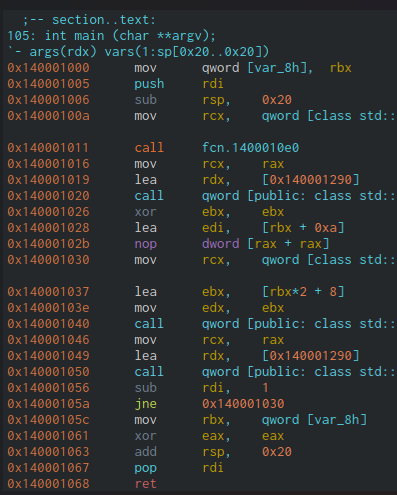 ;-- section..text:
105: int main (char **argv);
`- args(rdx) vars(1:sp[0x20..0x20])
0x140001000 mov qword [var_8h], rbx
0x140001005 push rdi
0x140001006 sub rsp, 0x20
0x14000100a mov rcx, qword [class std::
0x140001011 call fcn.1400010e0
0x140001016 mov rcx, rax
0x140001019 lea rdx, [0x140001290]
0x140001020 call qword [public: class std::
0x140001026 xor ebx, ebx
0x140001028 lea edi, [rbx + 0xa]
0x14000102b nop dword [rax + rax]
0x140001030 mov rcx, qword [class std::
0x140001037 lea ebx, [rbx*2 + 8]
0x14000103e mov edx, ebx
0x140001040 call qword [public: class std::
0x140001046 mov rcx, rax
0x140001049 lea rdx, [0x140001290]
0x140001050 call qword [public: class std::
0x140001056 sub rdi, 1
0x14000105a jne 0x140001030
0x14000105c mov rbx, qword [var_8h]
0x140001061 xor eax, eax
0x140001063 add rsp, 0x20
0x140001067 pop rdi
0x140001068 ret